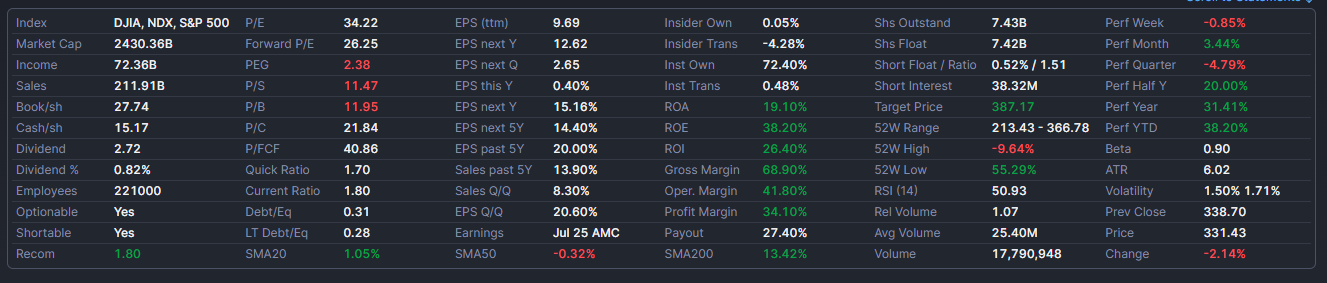 Index DJIA, NDX, S&P 500 P/E 34.22 EPS (ttm) 9.69 Insider Own 0.05% Shs Outstand 7.43B Perf Week -0.85%
Market Cap 2430.36B Forward P/E 26.25 EPS next Y 12.62 Insider Trans -4.28% Shs Float 7.42B Perf Month 3.44%
Income 72.36B PEG 2.38 EPS next Q 2.65 Inst Own 72.40% Short Float / Ratio 0.52% / 1.51 Perf Quarter -4.79%
Sales 211.91B P/S 11.47 EPS this Y 0.40% Inst Trans 0.48% Short Interest 38.32M Perf Half Y 20.00%
Book/sh 27.74 P/B 11.95 EPS next Y 15.16% ROA 19.10% Target Price 387.17 Perf Year 31.41%
Cash/sh 15.17 P/C 21.84 EPS next 5Y 14.40% ROE 38.20% 52W Range 213.43 - 366.78 Perf YTD 38.20%
Dividend 2.72 P/FCF 40.86 EPS past 5Y 20.00% ROI 26.40% 52W High -9.64% Beta 0.90
Dividend % 0.82% Quick Ratio 1.70 Sales past 5Y 13.90% Gross Margin 68.90% 52W Low 55.29% ATR 6.02
Employees 221000 Current Ratio 1.80 Sales Q/Q 8.30% Oper. Margin 41.80% RSI (14) 50.93 Volatility 1.50% 1.71%
Optionable Yes Debt/Eq 0.31 EPS Q/Q 20.60% Profit Margin 34.10% Rel Volume 1.07 Prev Close 338.70
Shortable Yes LT Debt/Eq 0.28 Earnings Jul 25 AMC Payout 27.40% Avg Volume 25.40M Price 331.43
Recom 1.80 SMA20 1.05% SMA50 -0.32% SMA200 13.42% Volume 17,790,948 Change -2.14%